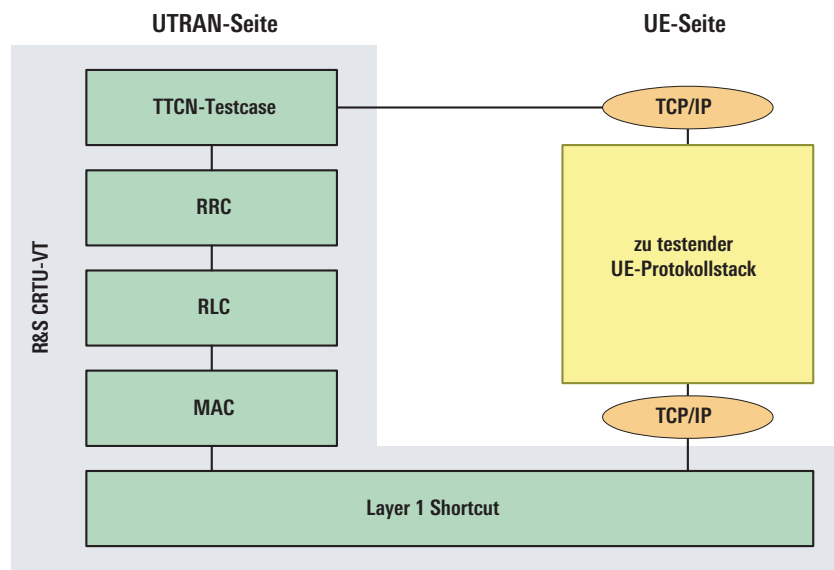 UTRAN-Seite
UE-Seite
TTCN-Testcase
TCP/IP
RRC
zu testender
UE-Protokollstack
R&S CRTU-VT
RLC
MAC
TCP/IP
Layer 1 Shortcut